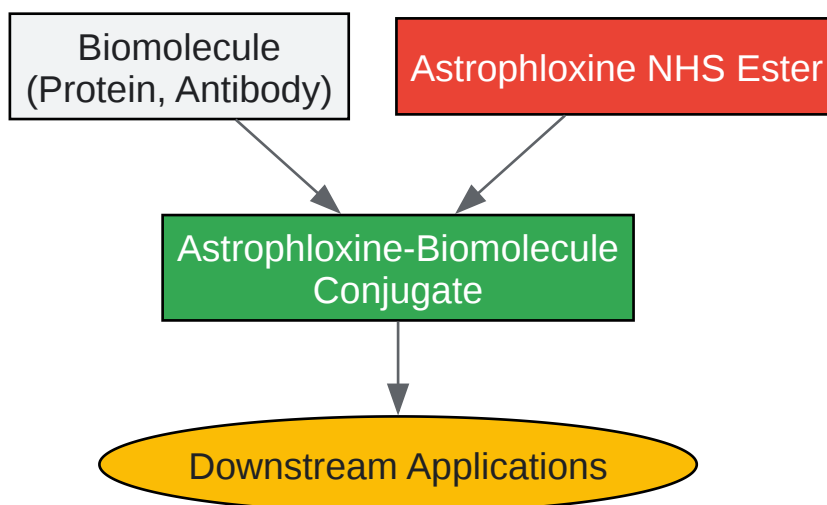 Biomolecule
(Protein, Antibody)
Astrophloxine NHS Ester
Astrophloxine-Biomolecule
Conjugate
Downstream Applications